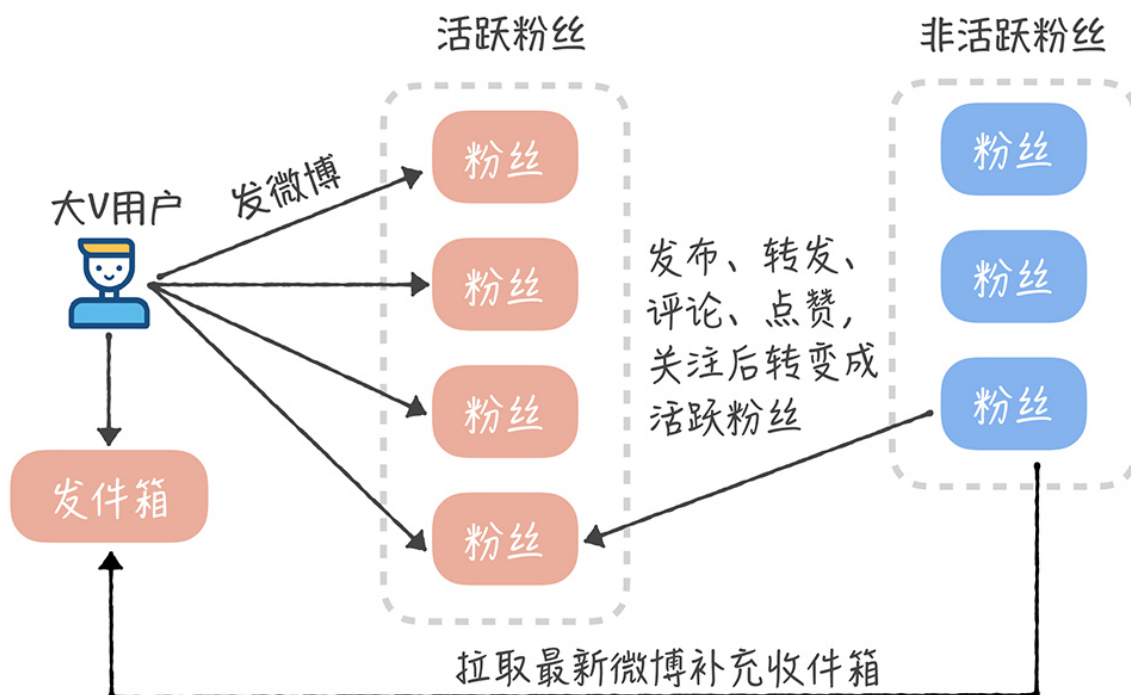 活跃粉丝
非活跃粉丝
大V用户
发微博
粉丝
粉丝
粉丝
粉丝
发布、转发、
评论、点赞,
关注后转变成
活跃粉丝
粉丝
粉丝
粉丝
发件箱
拉取最新微博补充收件箱